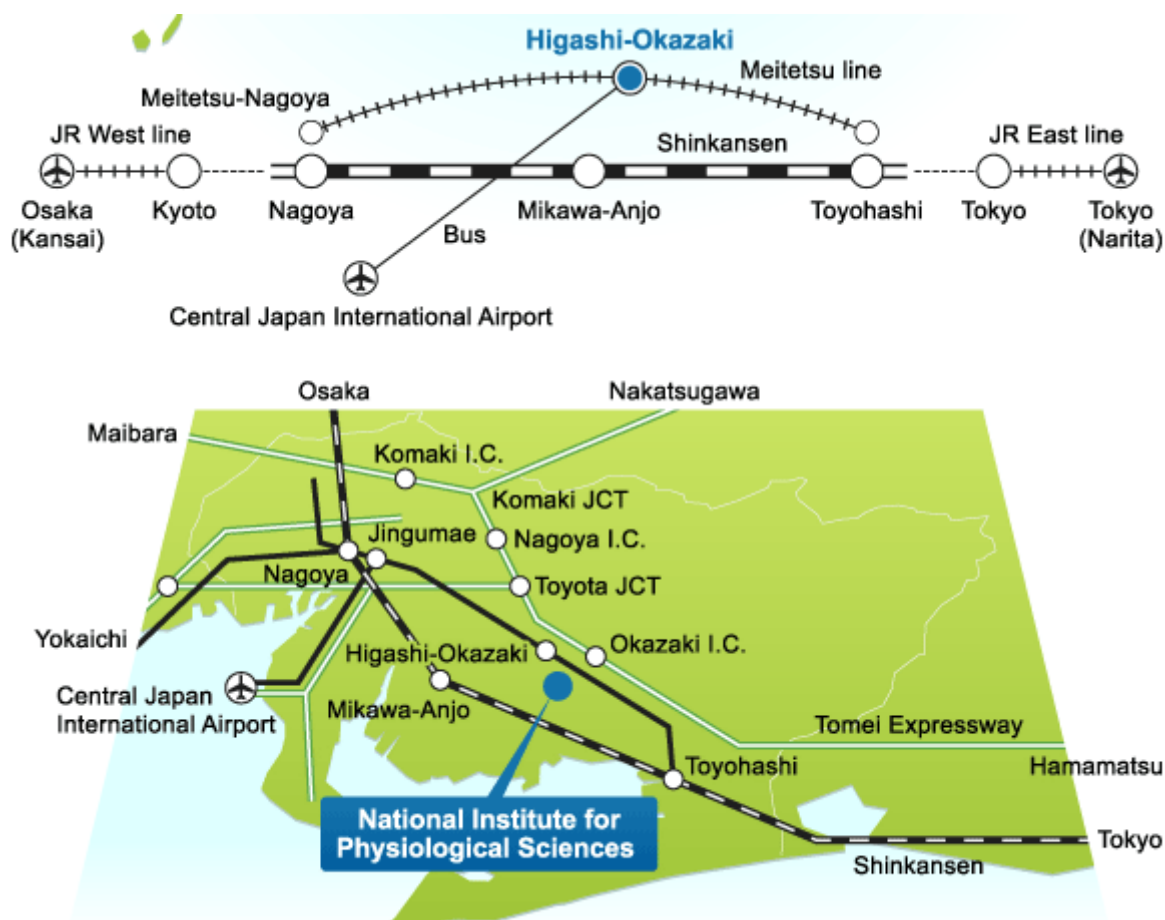 Higashi-Okazaki
Meitetsu line
Meitetsu-Nagoya
JR West line
Shinkansen
JR East line
Osaka
(Kansai)
Kyoto
Nagoya
Mikawa-Anjo
Toyohashi
Tokyo
Tokyo
(Narita)
Bus
Central Japan International Airport
Osaka
Nakatsugawa
Maibara
Komaki I.C.
Komaki JCT
Jingumae
Nagoya I.C.
Nagoya
Toyota JCT
Yokaichi
Higashi-Okazaki
Okazaki I.C.
Central Japan
International Airport
Mikawa-Anjo
Tomei Expressway
Toyohashi
Hamamatsu
National Institute for
Physiological Sciences
Tokyo
Shinkansen